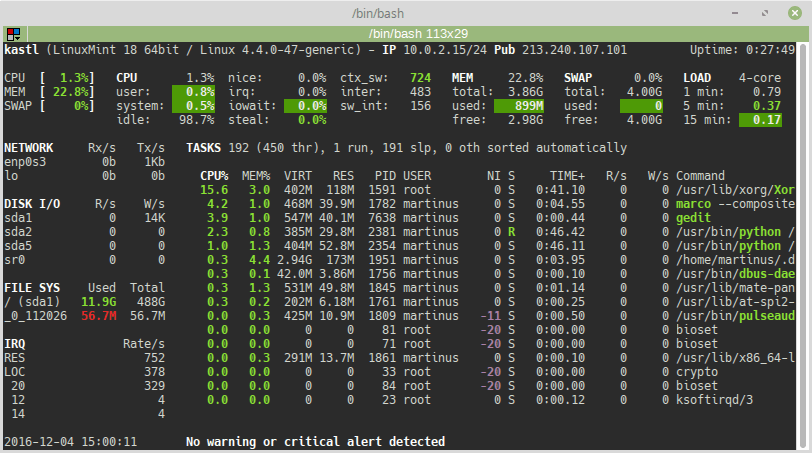 /bin/bash
/bin/bash 113x29
kastl (LinuxMint 18 64bit / Linux 4.4.0-47-generic) - IP 10.0.2.15/24 Pub 213.240.107.101 Uptime: 0:27:49
CPU [ 1.3%] CPU 1.3% nice: 0.0% ctx_sw: 724 MEM 22.8% SWAP 0.0% LOAD 4-core
MEM [ 22.8%] user: 0.8% irq: 0.0% inter: 483 total: 3.86G total: 4.00G 1 min: 0.79
SWAP [ 0%] system: 0.5% iowait: 0.0% sw_int: 156 used: 899M used: 0 5 min: 0.37
idle: 98.7% steal: 0.0% free: 2.98G free: 4.00G 15 min: 0.17
NETWORK Rx/s Tx/s TASKS 192 (450 thr), 1 run, 191 slp, 0 oth sorted automatically
enp0s3 0b 1Kb
lo 0b 0b CPU% MEM% VIRT RES PID USER NI S TIME+ R/s W/s Command
15.6 3.0 402M 118M 1591 root 0 S 0:41.10 0 0 /usr/lib/xorg/Xor
DISK I/O R/s W/s 4.2 1.0 468M 39.9M 1782 martinus 0 S 0:04.55 0 0 marco --composite
sda1 0 14K 3.9 1.0 547M 40.1M 7638 martinus 0 S 0:00.44 0 0 gedit
sda2 0 0 2.3 0.8 385M 29.8M 2381 martinus 0 R 0:46.42 0 0 /usr/bin/python /
sda5 0 0 1.0 1.3 404M 52.8M 2354 martinus 0 S 0:46.11 0 0 /usr/bin/python /
sr0 0 0 0.3 4.4 2.94G 173M 1951 martinus 0 S 0:03.95 0 0 /home/martinus/.d
0.3 0.1 42.0M 3.86M 1756 martinus 0 S 0:00.10 0 0 /usr/bin/dbus-dae
FILE SYS Used Total 0.3 1.3 531M 49.8M 1845 martinus 0 S 0:01.14 0 0 /usr/lib/mate-pan
/ (sda1) 11.9G 488G 0.3 0.2 202M 6.18M 1761 martinus 0 S 0:00.25 0 0 /usr/lib/at-spi2-
_0_112026 56.7M 56.7M 0.0 0.3 425M 10.9M 1809 martinus -11 S 0:00.50 0 0 /usr/bin/pulseaud
0.0 0.0 0 0 81 root -20 S 0:00.00 0 0 bioset
IRQ Rate/s 0.0 0.0 0 0 71 root -20 S 0:00.00 0 0 bioset
RES 752 0.0 0.3 291M 13.7M 1861 martinus 0 S 0:00.10 0 0 /usr/lib/x86_64-l
LOC 378 0.0 0.0 0 0 33 root -20 S 0:00.00 0 0 crypto
20 329 0.0 0.0 0 0 84 root -20 S 0:00.00 0 0 bioset
12 4 0.0 0.0 0 0 23 root 0 S 0:00.12 0 0 ksoftirqd/3
14 4
2016-12-04 15:00:11 No warning or critical alert detected